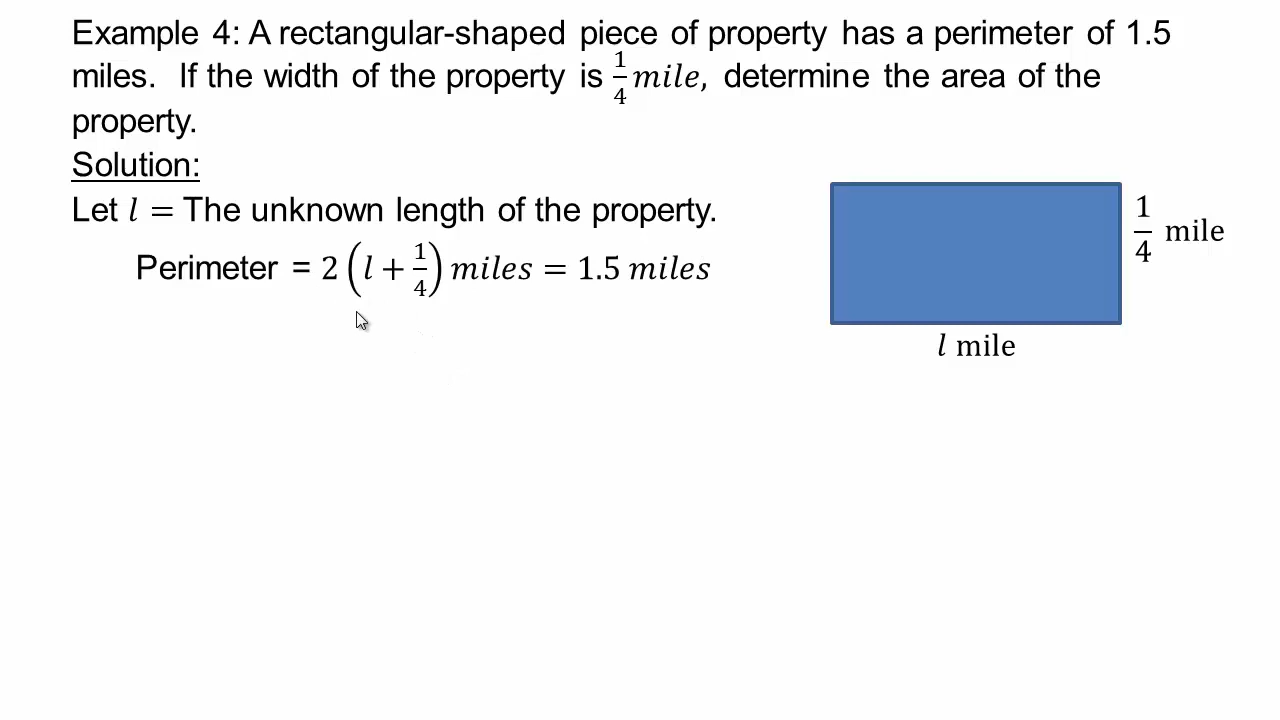 Example 4: A rectangular-shaped piece of property has a perimeter of 1.5
miles. If the width of the property is 1/4 mile, determine the area of the
property.
Solution:
Let l = The unknown length of the property.
Perimeter = 2 (l + 1/4) miles = 1.5 miles
1/4 mile
l mile